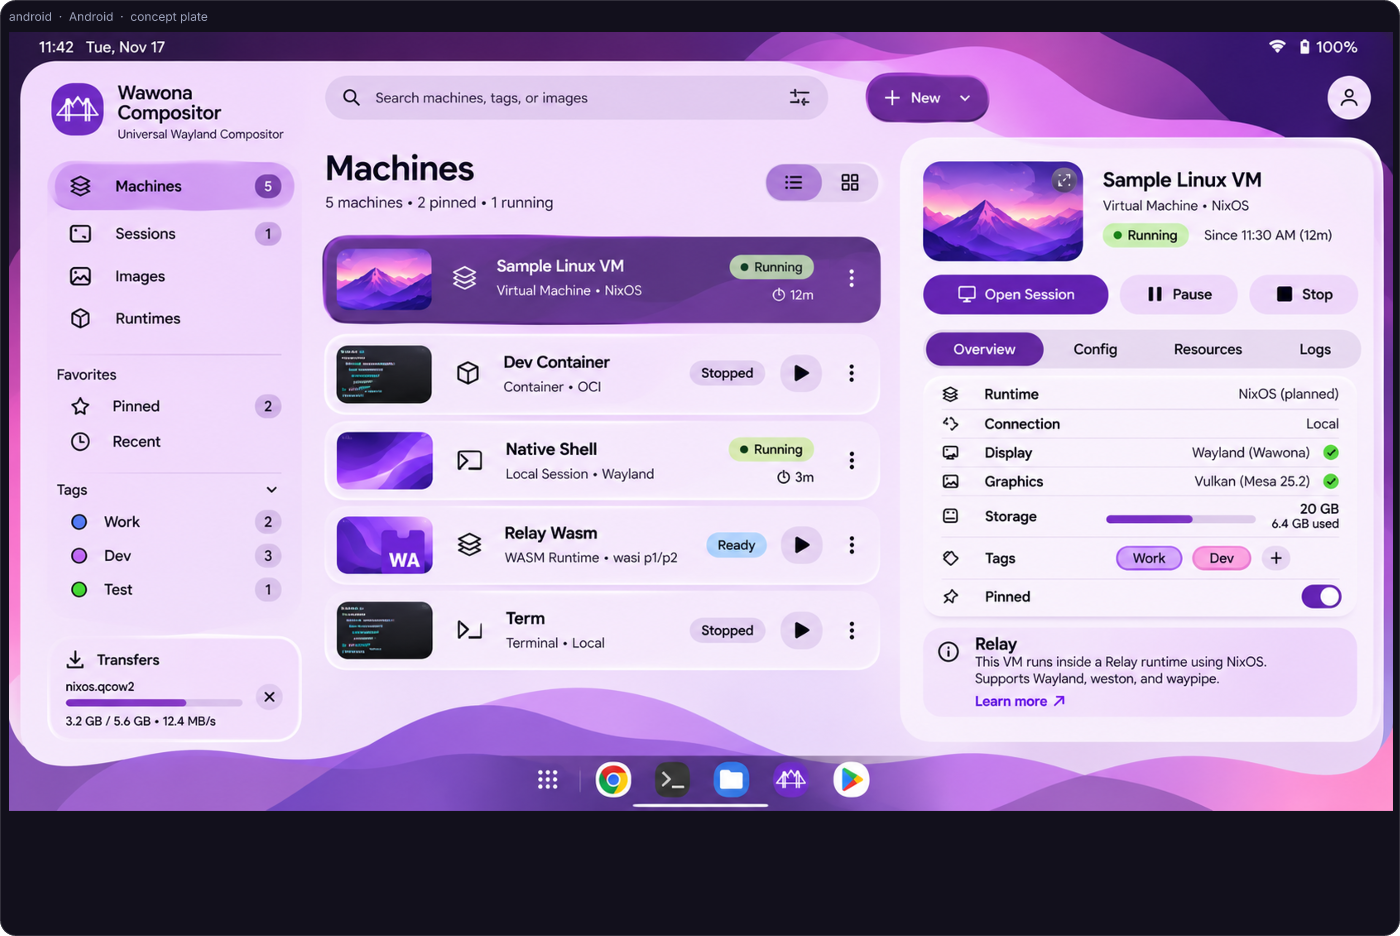 android · Android · concept plate
11:42 Tue, Nov 17
100%
Wawona
Compositor
Universal Wayland Compositor
Search machines, tags, or images
New
Machines 5
Sessions 1
Images
Runtimes
Favorites
Pinned 2
Recent
Tags
Work 2
Dev 3
Test 1
Transfers
nixos.qcow2
3.2 GB / 5.6 GB • 12.4 MB/s
Machines
5 machines • 2 pinned • 1 running
Sample Linux VM
Virtual Machine • NixOS
Running
12m
Dev Container
Container • OCI
Stopped
Native Shell
Local Session • Wayland
Running
3m
WA
Relay Wasm
WASM Runtime • wasi p1/p2
Ready
Term
Terminal • Local
Stopped
Sample Linux VM
Virtual Machine • NixOS
Running Since 11:30 AM (12m)
Open Session Pause Stop
Overview Config Resources Logs
Runtime NixOS (planned)
Connection Local
Display Wayland (Wawona)
Graphics Vulkan (Mesa 25.2)
Storage 20 GB
6.4 GB used
Tags Work Dev +
Pinned
Relay
This VM runs inside a Relay runtime using NixOS.
Supports Wayland, weston, and waypipe.
Learn more